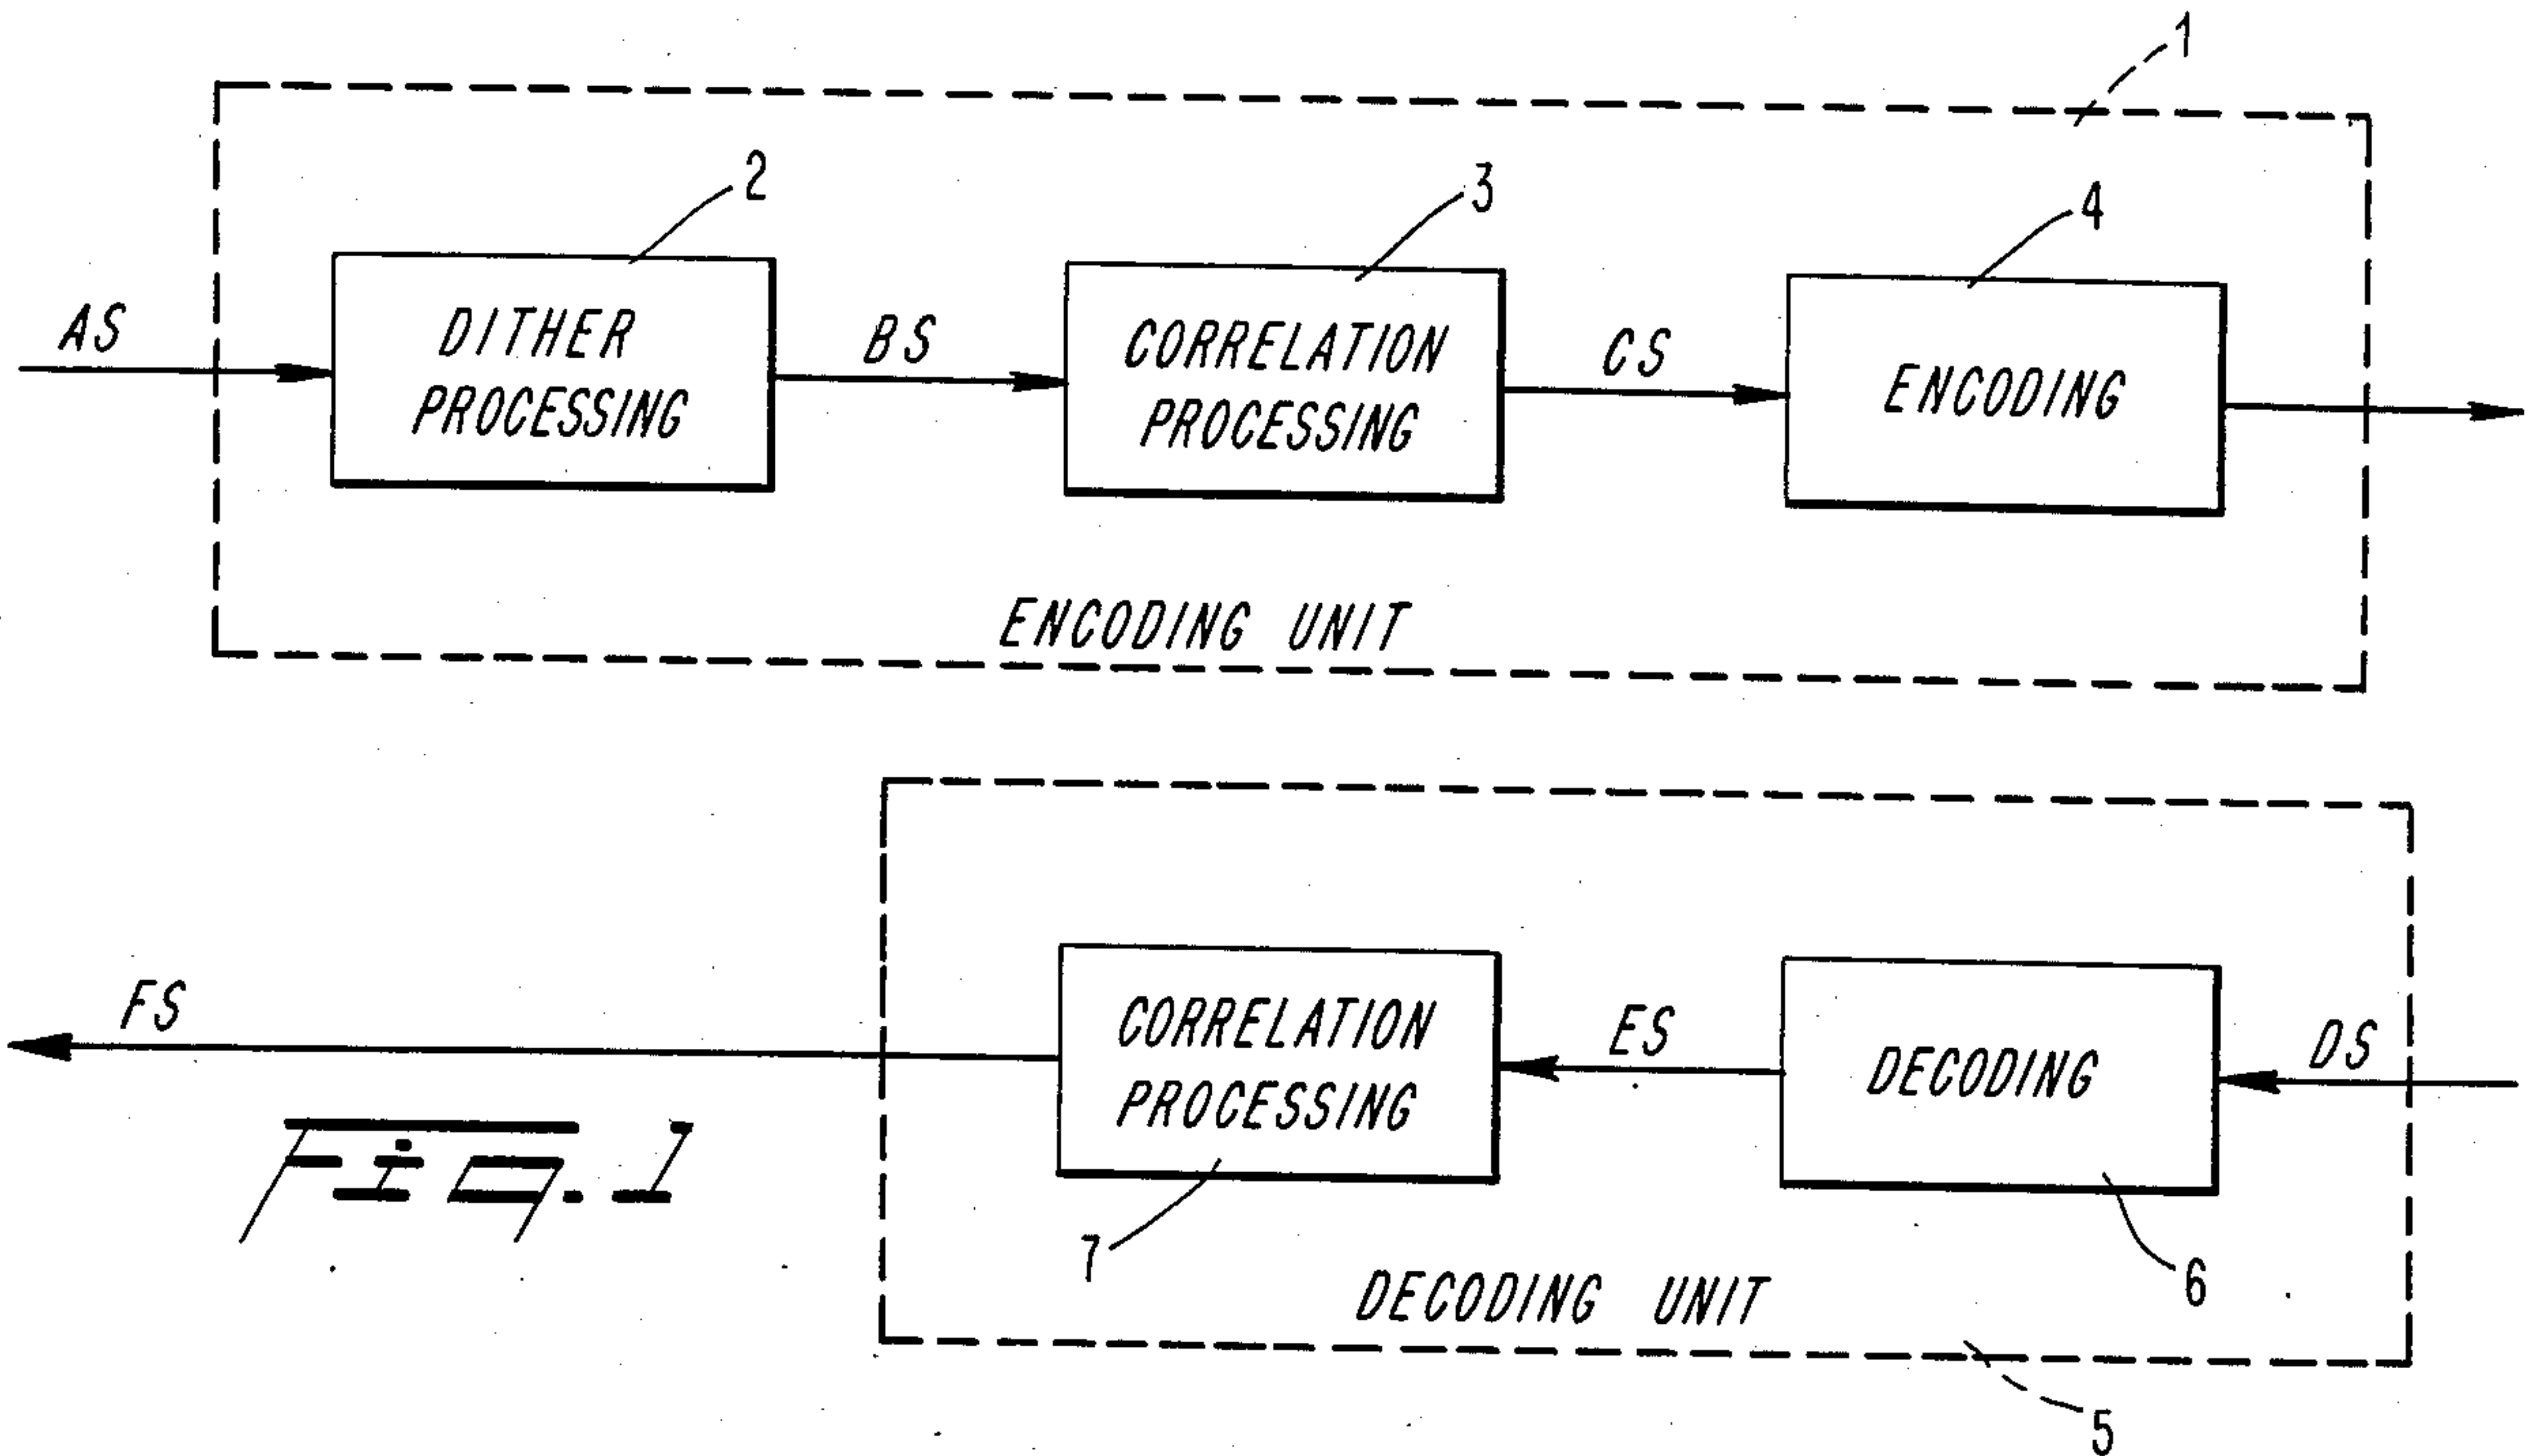 1
2
3
4
AS
DITHER
PROCESSING
BS
CORRELATION
PROCESSING
CS
ENCODING
ENCODING UNIT
FS
CORRELATION
PROCESSING
ES
DECODING
DS
Fig. 1
7
6
DECODING UNIT
5